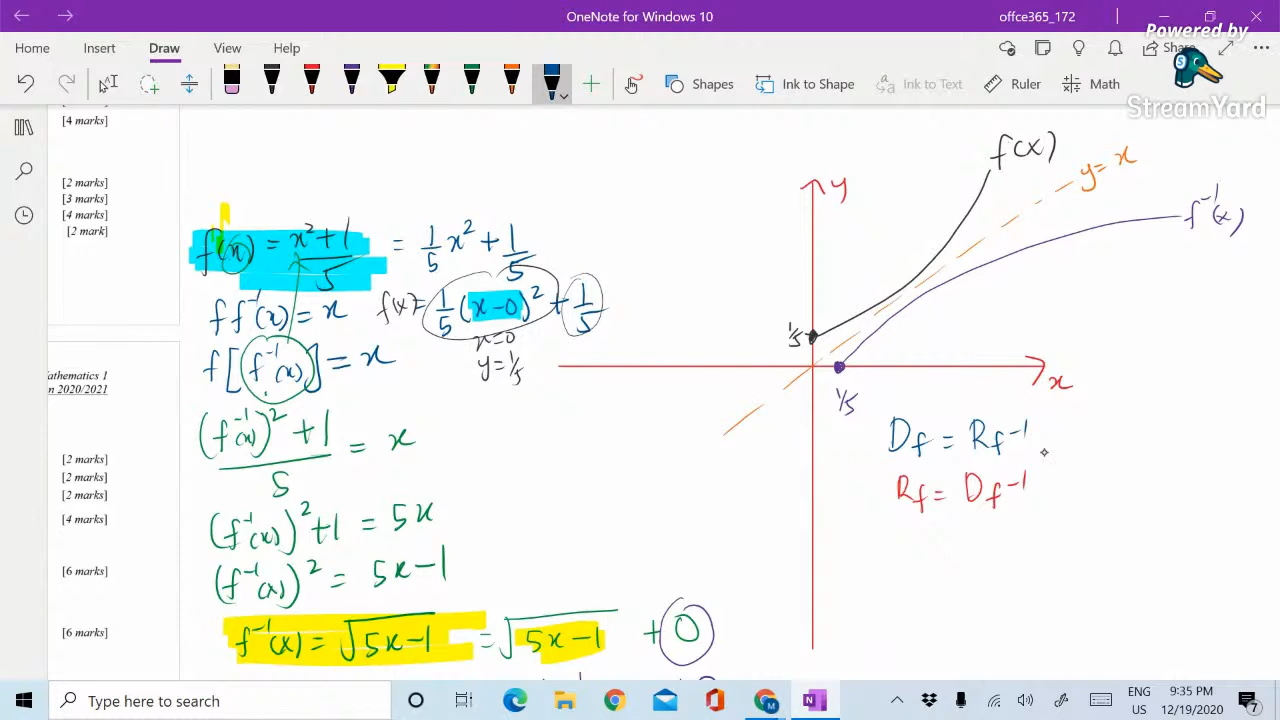 OneNote for Windows 10
offce365_172
Powered by
StreamYard
Home Insert Draw View Help
Share
Shapes Ink to Shape Ink to Text Ruler Math
[4 marks]
[2 marks]
[3 marks]
[4 marks]
[2 mark]
athematics 1
n 2020/2021
[2 marks]
[2 marks]
[2 marks]
[4 marks]
[6 marks]
[6 marks]
f(x) = x²+1/5 = 1/5 x² + 1/5
f f⁻¹(x) = x
f(x) = 1/5 (x-0)² + 1/5
x=0
y=1/5
f[f⁻¹(x)] = x
(f⁻¹(x))² + 1 / 5 = x
(f⁻¹(x))² + 1 = 5x
(f⁻¹(x))² = 5x-1
f⁻¹(x) = √5x-1 = √5x-1 + 0
y
f(x)
y=x
f⁻¹(x)
1/5
x
1/5
Df = Rf⁻¹
Rf = Df⁻¹
Type here to search
ENG
US
9:35 PM
12/19/2020
7